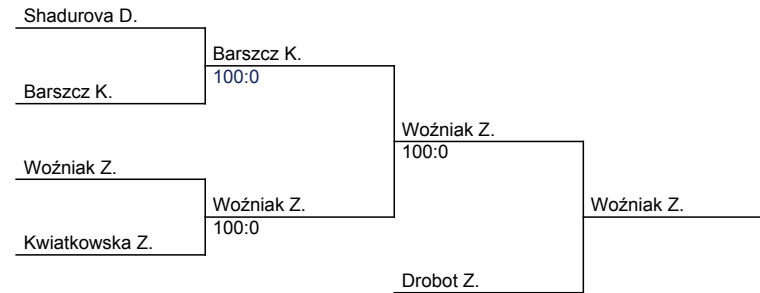 Shadurova D.
Barszcz K.
100:0
Barszcz K.
Woźniak Z.
100:0
Woźniak Z.
Woźniak Z.
100:0
Woźniak Z.
Kwiatkowska Z.
Drobot Z.